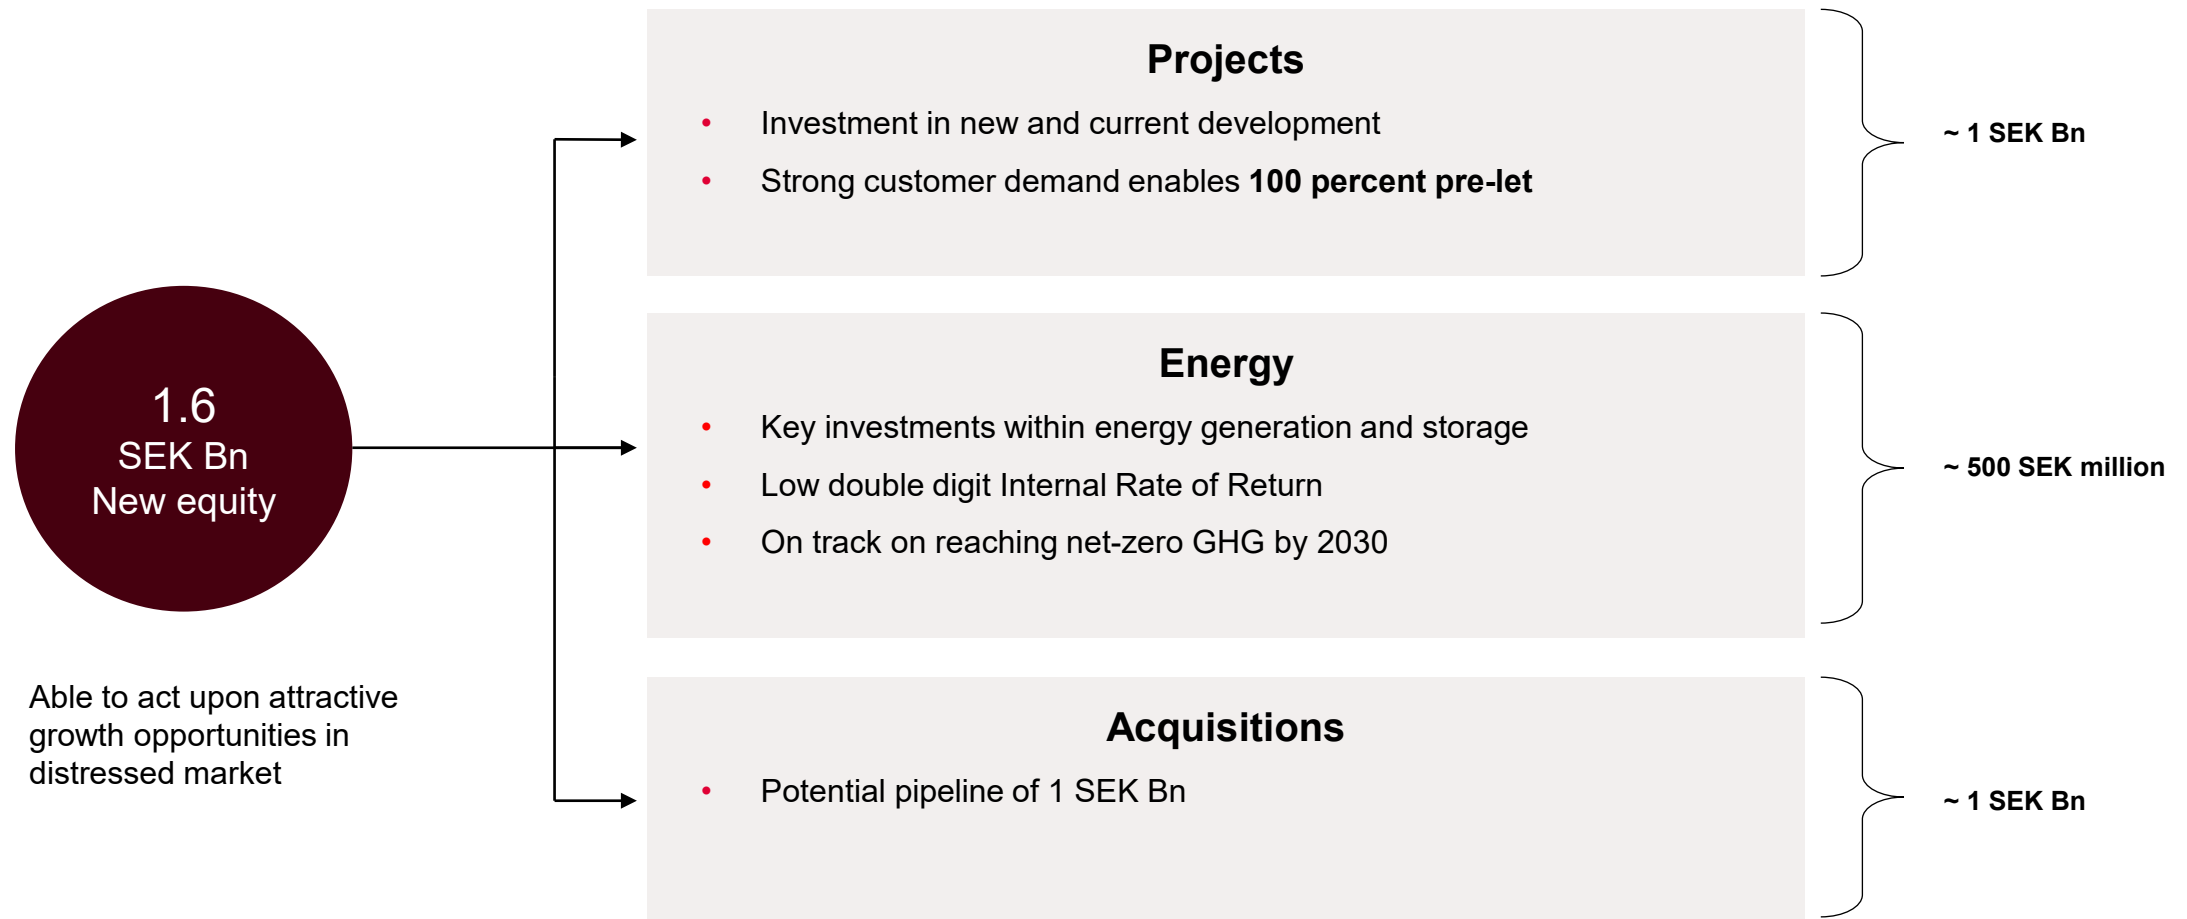 1.6
SEK Bn
New equity
Able to act upon attractive
growth opportunities in
distressed market
Projects
• Investment in new and current development
• Strong customer demand enables 100 percent pre-let
~ 1 SEK Bn
Energy
• Key investments within energy generation and storage
• Low double digit Internal Rate of Return
• On track on reaching net-zero GHG by 2030
~ 500 SEK million
Acquisitions
• Potential pipeline of 1 SEK Bn
~ 1 SEK Bn